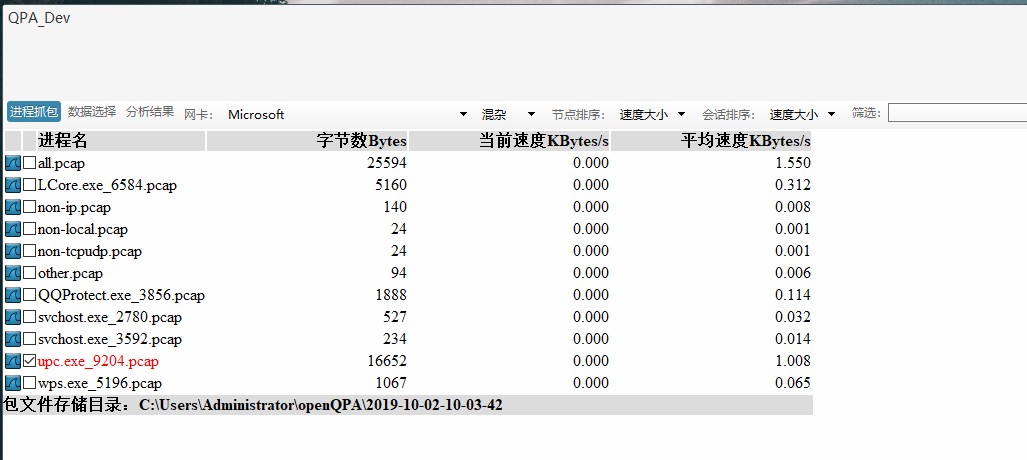 QPA_Dev
进程抓包 数据选择 分析结果 网卡： Microsoft 混杂 节点排序： 速度大小 会话排序： 速度大小 筛选：
进程名 字节数Bytes 当前速度KBytes/s 平均速度KBytes/s
all.pcap 25594 0.000 1.550
LCore.exe_6584.pcap 5160 0.000 0.312
non-ip.pcap 140 0.000 0.008
non-local.pcap 24 0.000 0.001
non-tcpudp.pcap 24 0.000 0.001
other.pcap 94 0.000 0.006
QQProtect.exe_3856.pcap 1888 0.000 0.114
svchost.exe_2780.pcap 527 0.000 0.032
svchost.exe_3592.pcap 234 0.000 0.014
upc.exe_9204.pcap 16652 0.000 1.008
wps.exe_5196.pcap 1067 0.000 0.065
包文件存储目录：C:\Users\Administrator\openQPA\2019-10-02-10-03-42